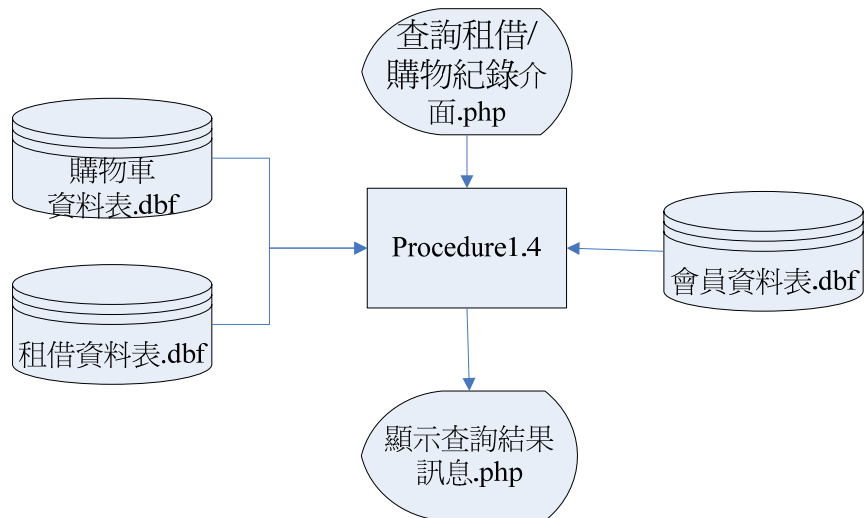 查詢租借/
購物紀錄介
面.php
購物車
資料表.dbf
Procedure1.4
會員資料表.dbf
租借資料表.dbf
顯示查詢結果
訊息.php